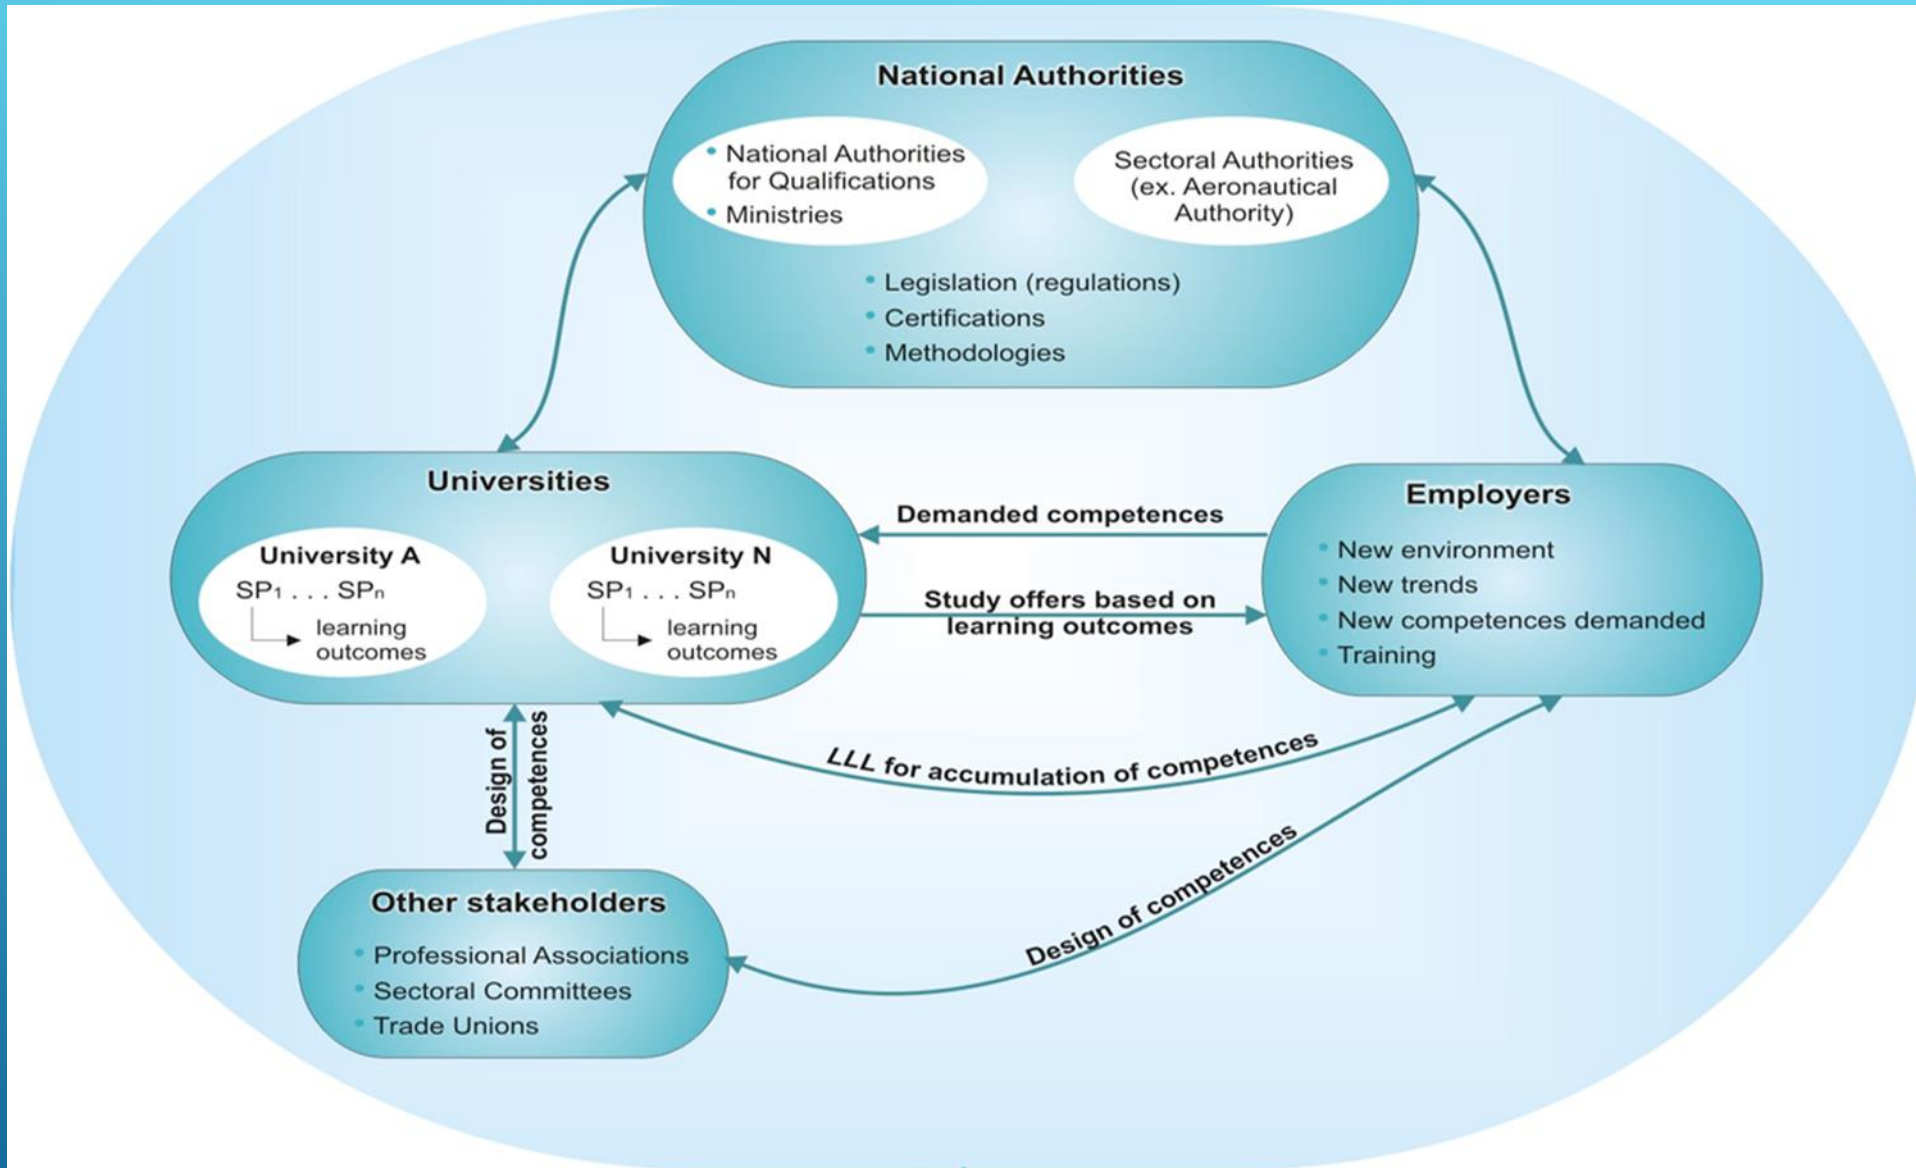 National Authorities
• National Authorities
for Qualifications
• Ministries
Sectoral Authorities
(ex. Aeronautical
Authority)
• Legislation (regulations)
• Certifications
• Methodologies
Universities
University A
SP₁ . . . SPₙ
learning
outcomes
University N
SP₁ . . . SPₙ
learning
outcomes
Demanded competences
Study offers based on
learning outcomes
Employers
• New environment
• New trends
• New competences demanded
• Training
Design of
competences
LLL for accumulation of competences
Design of competences
Other stakeholders
• Professional Associations
• Sectoral Committees
• Trade Unions